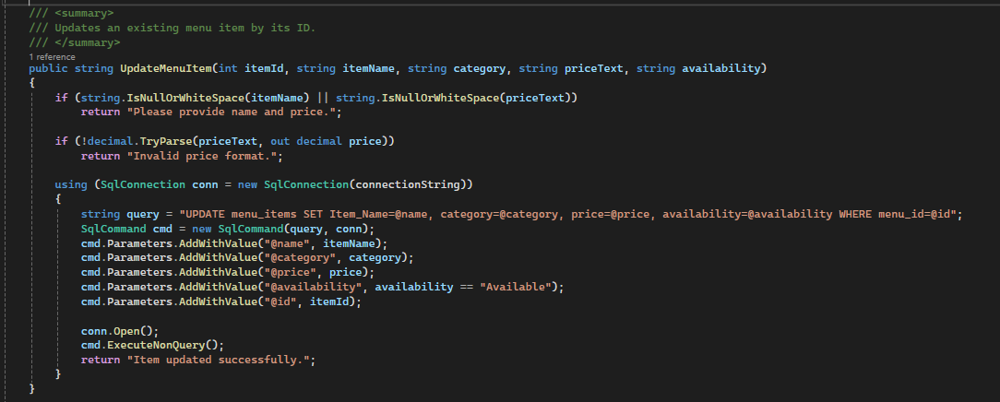 /// <summary>
/// Updates an existing menu item by its ID.
/// </summary>
1 reference
public string UpdateMenuItem(int itemId, string itemName, string category, string priceText, string availability)
{
    if (string.IsNullOrWhiteSpace(itemName) || string.IsNullOrWhiteSpace(priceText))
        return "Please provide name and price.";
    if (!decimal.TryParse(priceText, out decimal price))
        return "Invalid price format.";
    using (SqlConnection conn = new SqlConnection(connectionString))
    {
        string query = "UPDATE menu_items SET Item_Name=@name, category=@category, price=@price, availability=@availability WHERE menu_id=@id";
        SqlCommand cmd = new SqlCommand(query, conn);
        cmd.Parameters.AddWithValue("@name", itemName);
        cmd.Parameters.AddWithValue("@category", category);
        cmd.Parameters.AddWithValue("@price", price);
        cmd.Parameters.AddWithValue("@availability", availability == "Available");
        cmd.Parameters.AddWithValue("@id", itemId);
        conn.Open();
        cmd.ExecuteNonQuery();
        return "Item updated successfully.";
    }
}